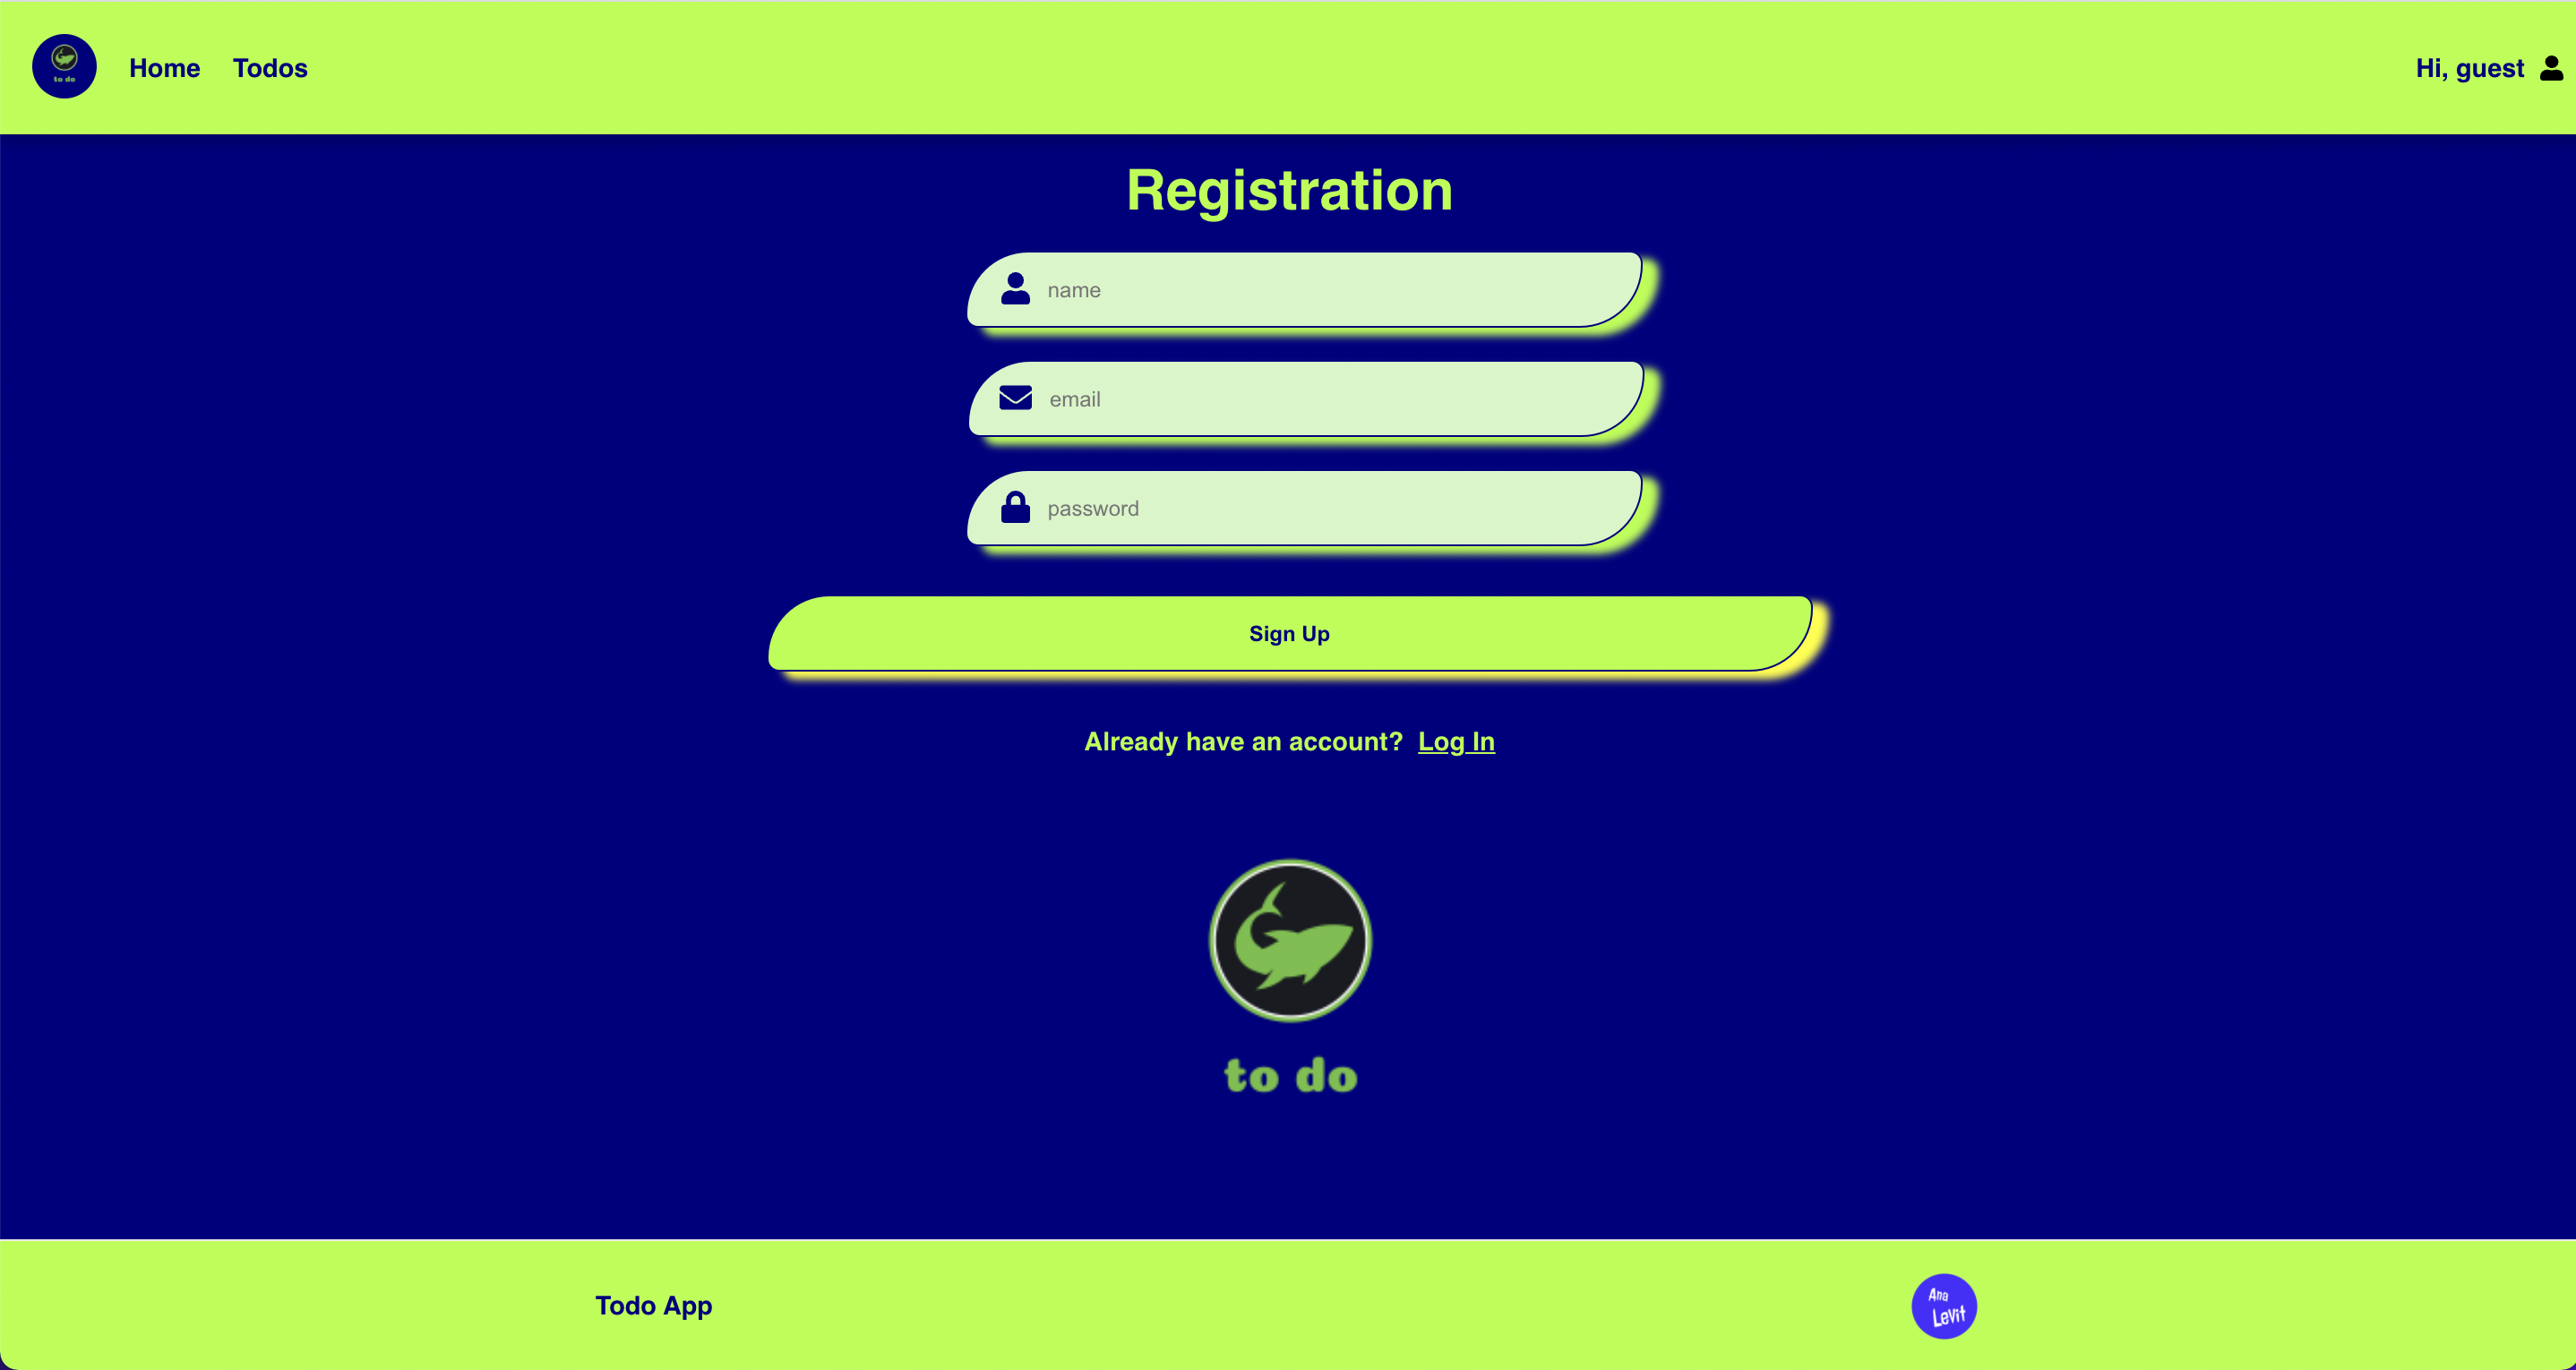 to do
Home Todos
Hi, guest
Registration
name
email
password
Sign Up
Already have an account? Log In
to do
Todo App
Ana
Levit